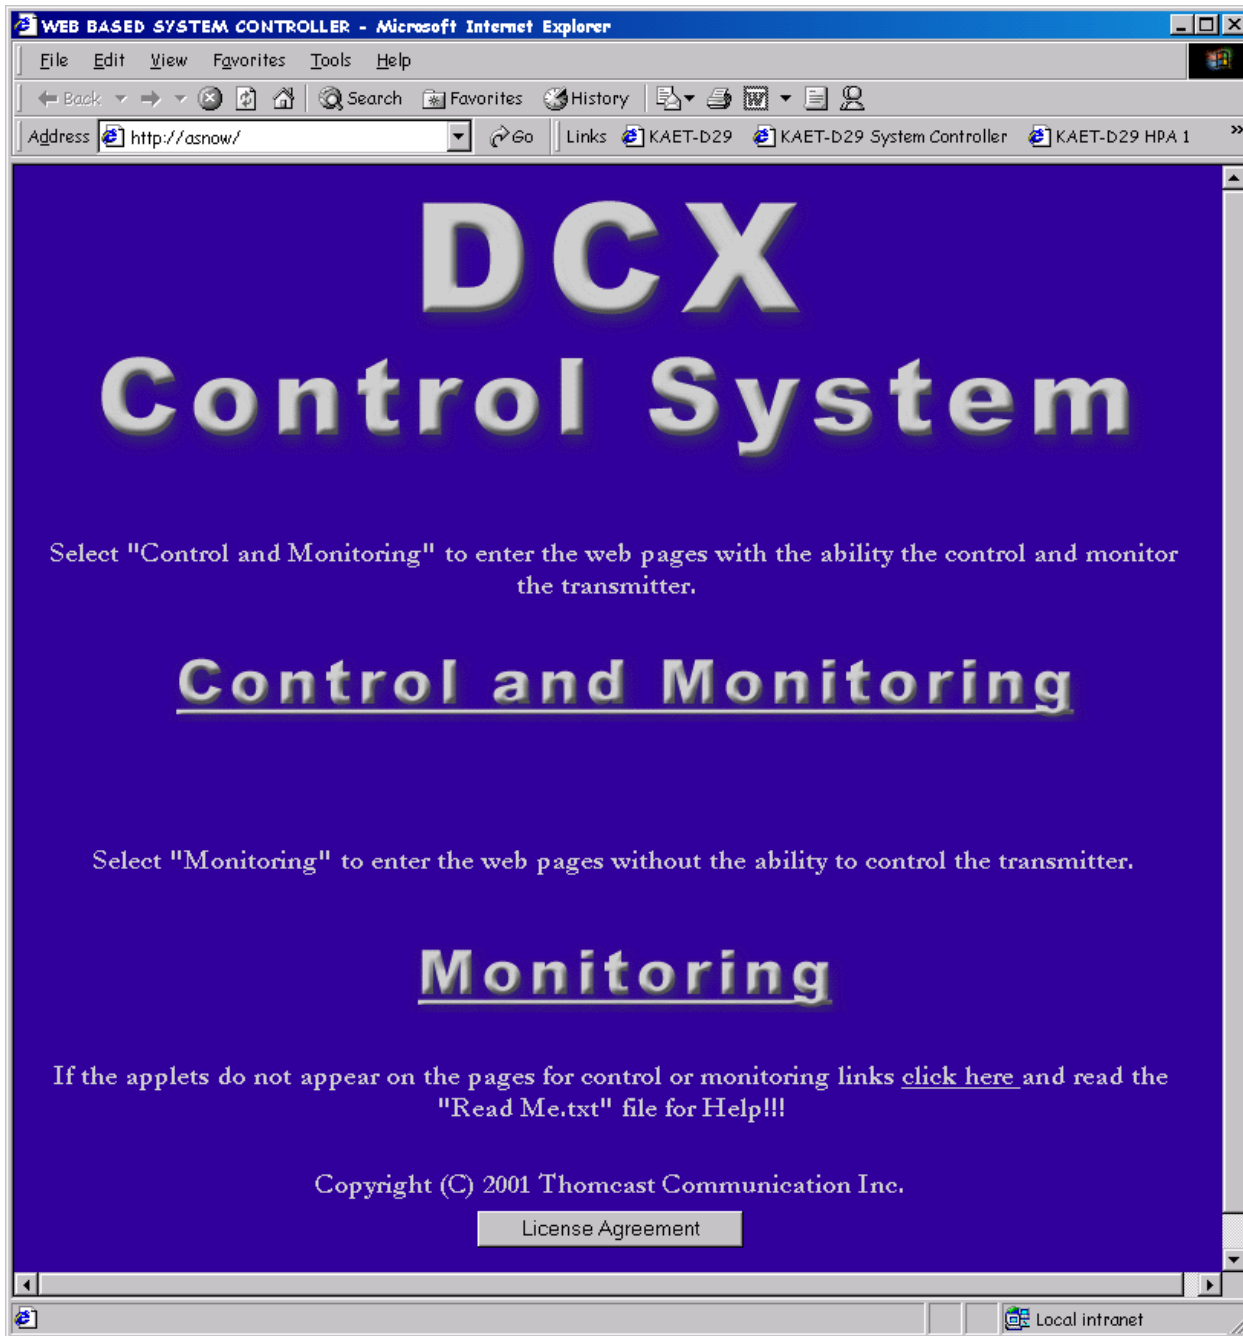 WEB BASED SYSTEM CONTROLLER - Microsoft Internet Explorer
File Edit View Favorites Tools Help
Back Search Favorites History
Address http://asnow/ Go Links KAET-D29 KAET-D29 System Controller KAET-D29 HPA 1 »
DCX
Control System
Select "Control and Monitoring" to enter the web pages with the ability the control and monitor
the transmitter.
Control and Monitoring
Select "Monitoring" to enter the web pages without the ability to control the transmitter.
Monitoring
If the applets do not appear on the pages for control or monitoring links click here and read the
"Read Me.txt" file for Help!!!
Copyright (C) 2001 Thomcast Communication Inc.
License Agreement
Local intranet